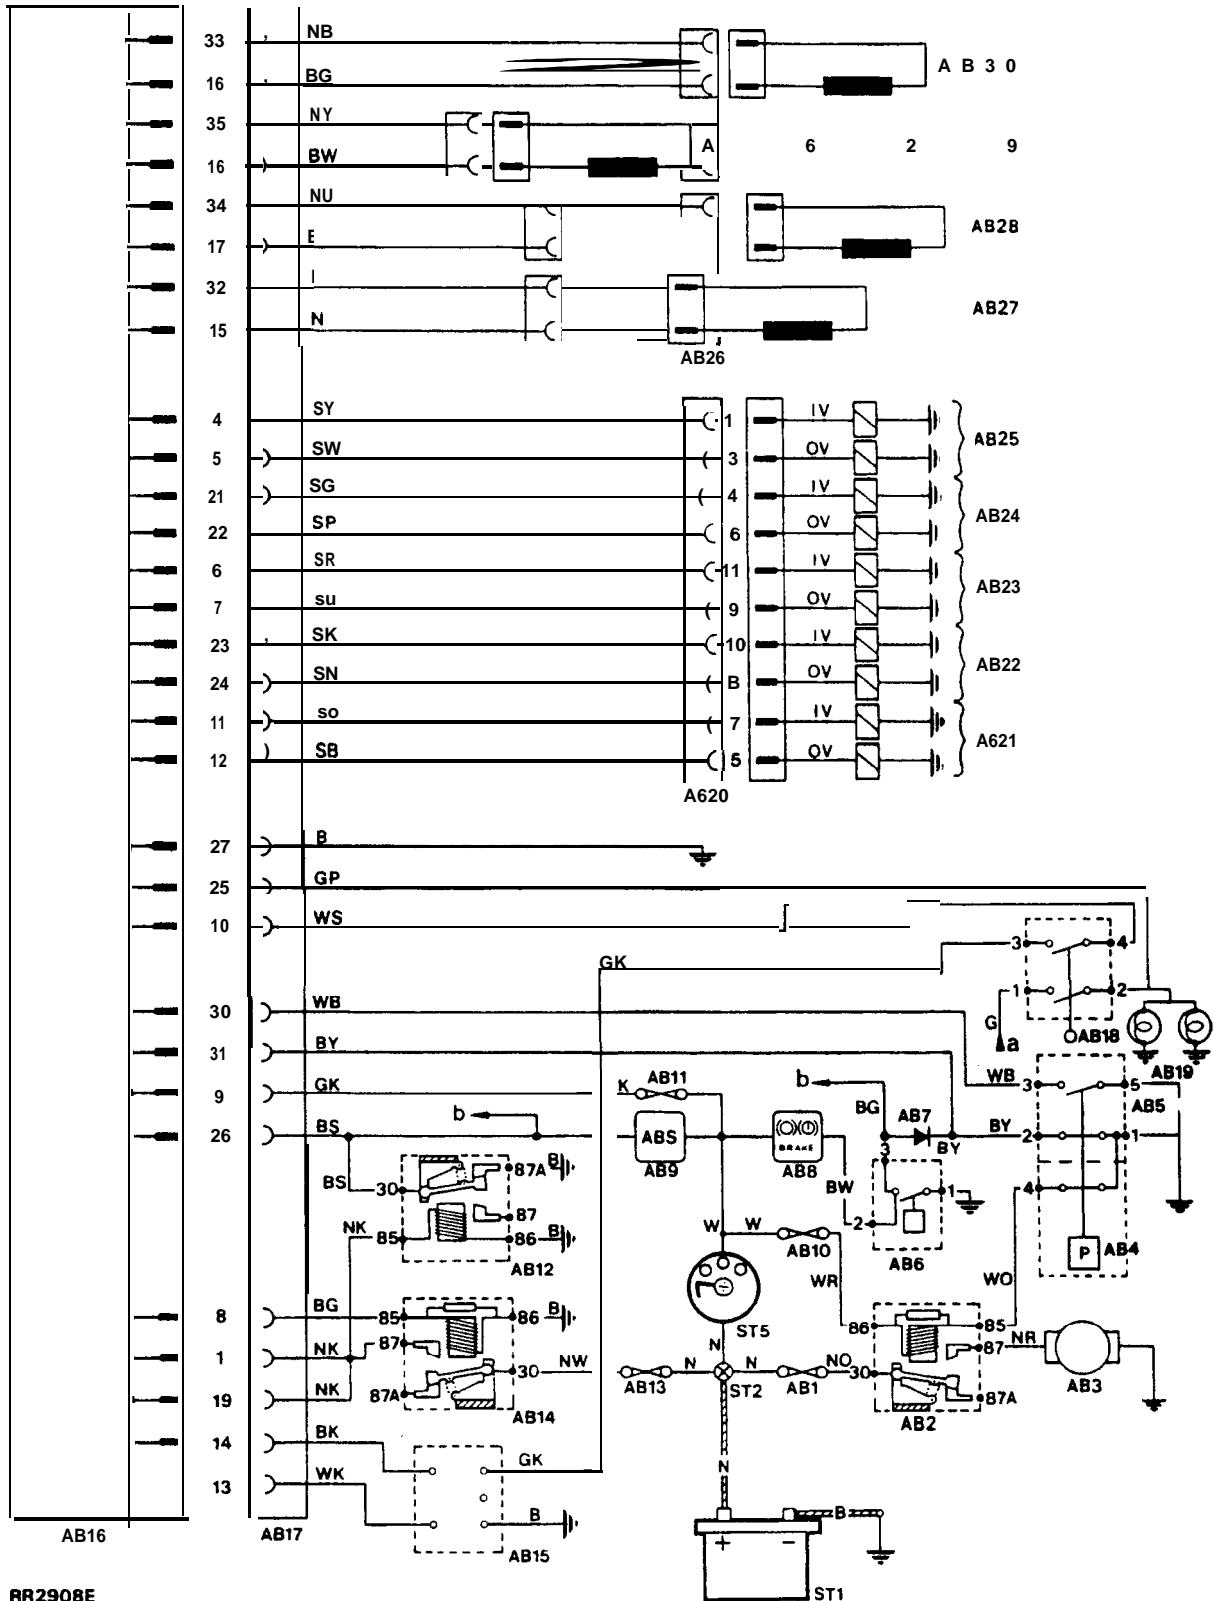 33 NB
A B 3 0
16 BG
35 NY
A 6 2 9
16 BW
34 NU
AB28
17
32
AB27
15 N
AB26
4 SY 1 IV
AB25
5 SW 3 OV
21 SG 4 IV
AB24
22 SP 6 OV
6 SR 11 IV
AB23
7 su 9 OV
23 SK 10 IV
AB22
24 SN B OV
11 so 7 IV
A621
12 SB 5 OV
A620
27 B
25 GP
10 WS
3 4
GK
1 2
30 WB
G a AB18
31 BY
AB19
9 GK K AB11 b WB 3 5
BG AB7 AB5
26 BS b ABS BRAKE BY BY 2 1
AB9 AB8 3
87A B
BS 30 BW 1 4
87 2
NK 85 86 B W W
AB10 AB6 P AB4
AB12 WR WO
8 BG 85 86 B
ST5 86 85
1 NK 87 N 87 NR
30 NW N N NO 30
AB13 ST2 AB1 AB3
19 NK 87A 87A
AB14 AB2
14 BK
GK
N
13 WK
B B
AB16 AB17 AB15 + −
ST1
RR2908E